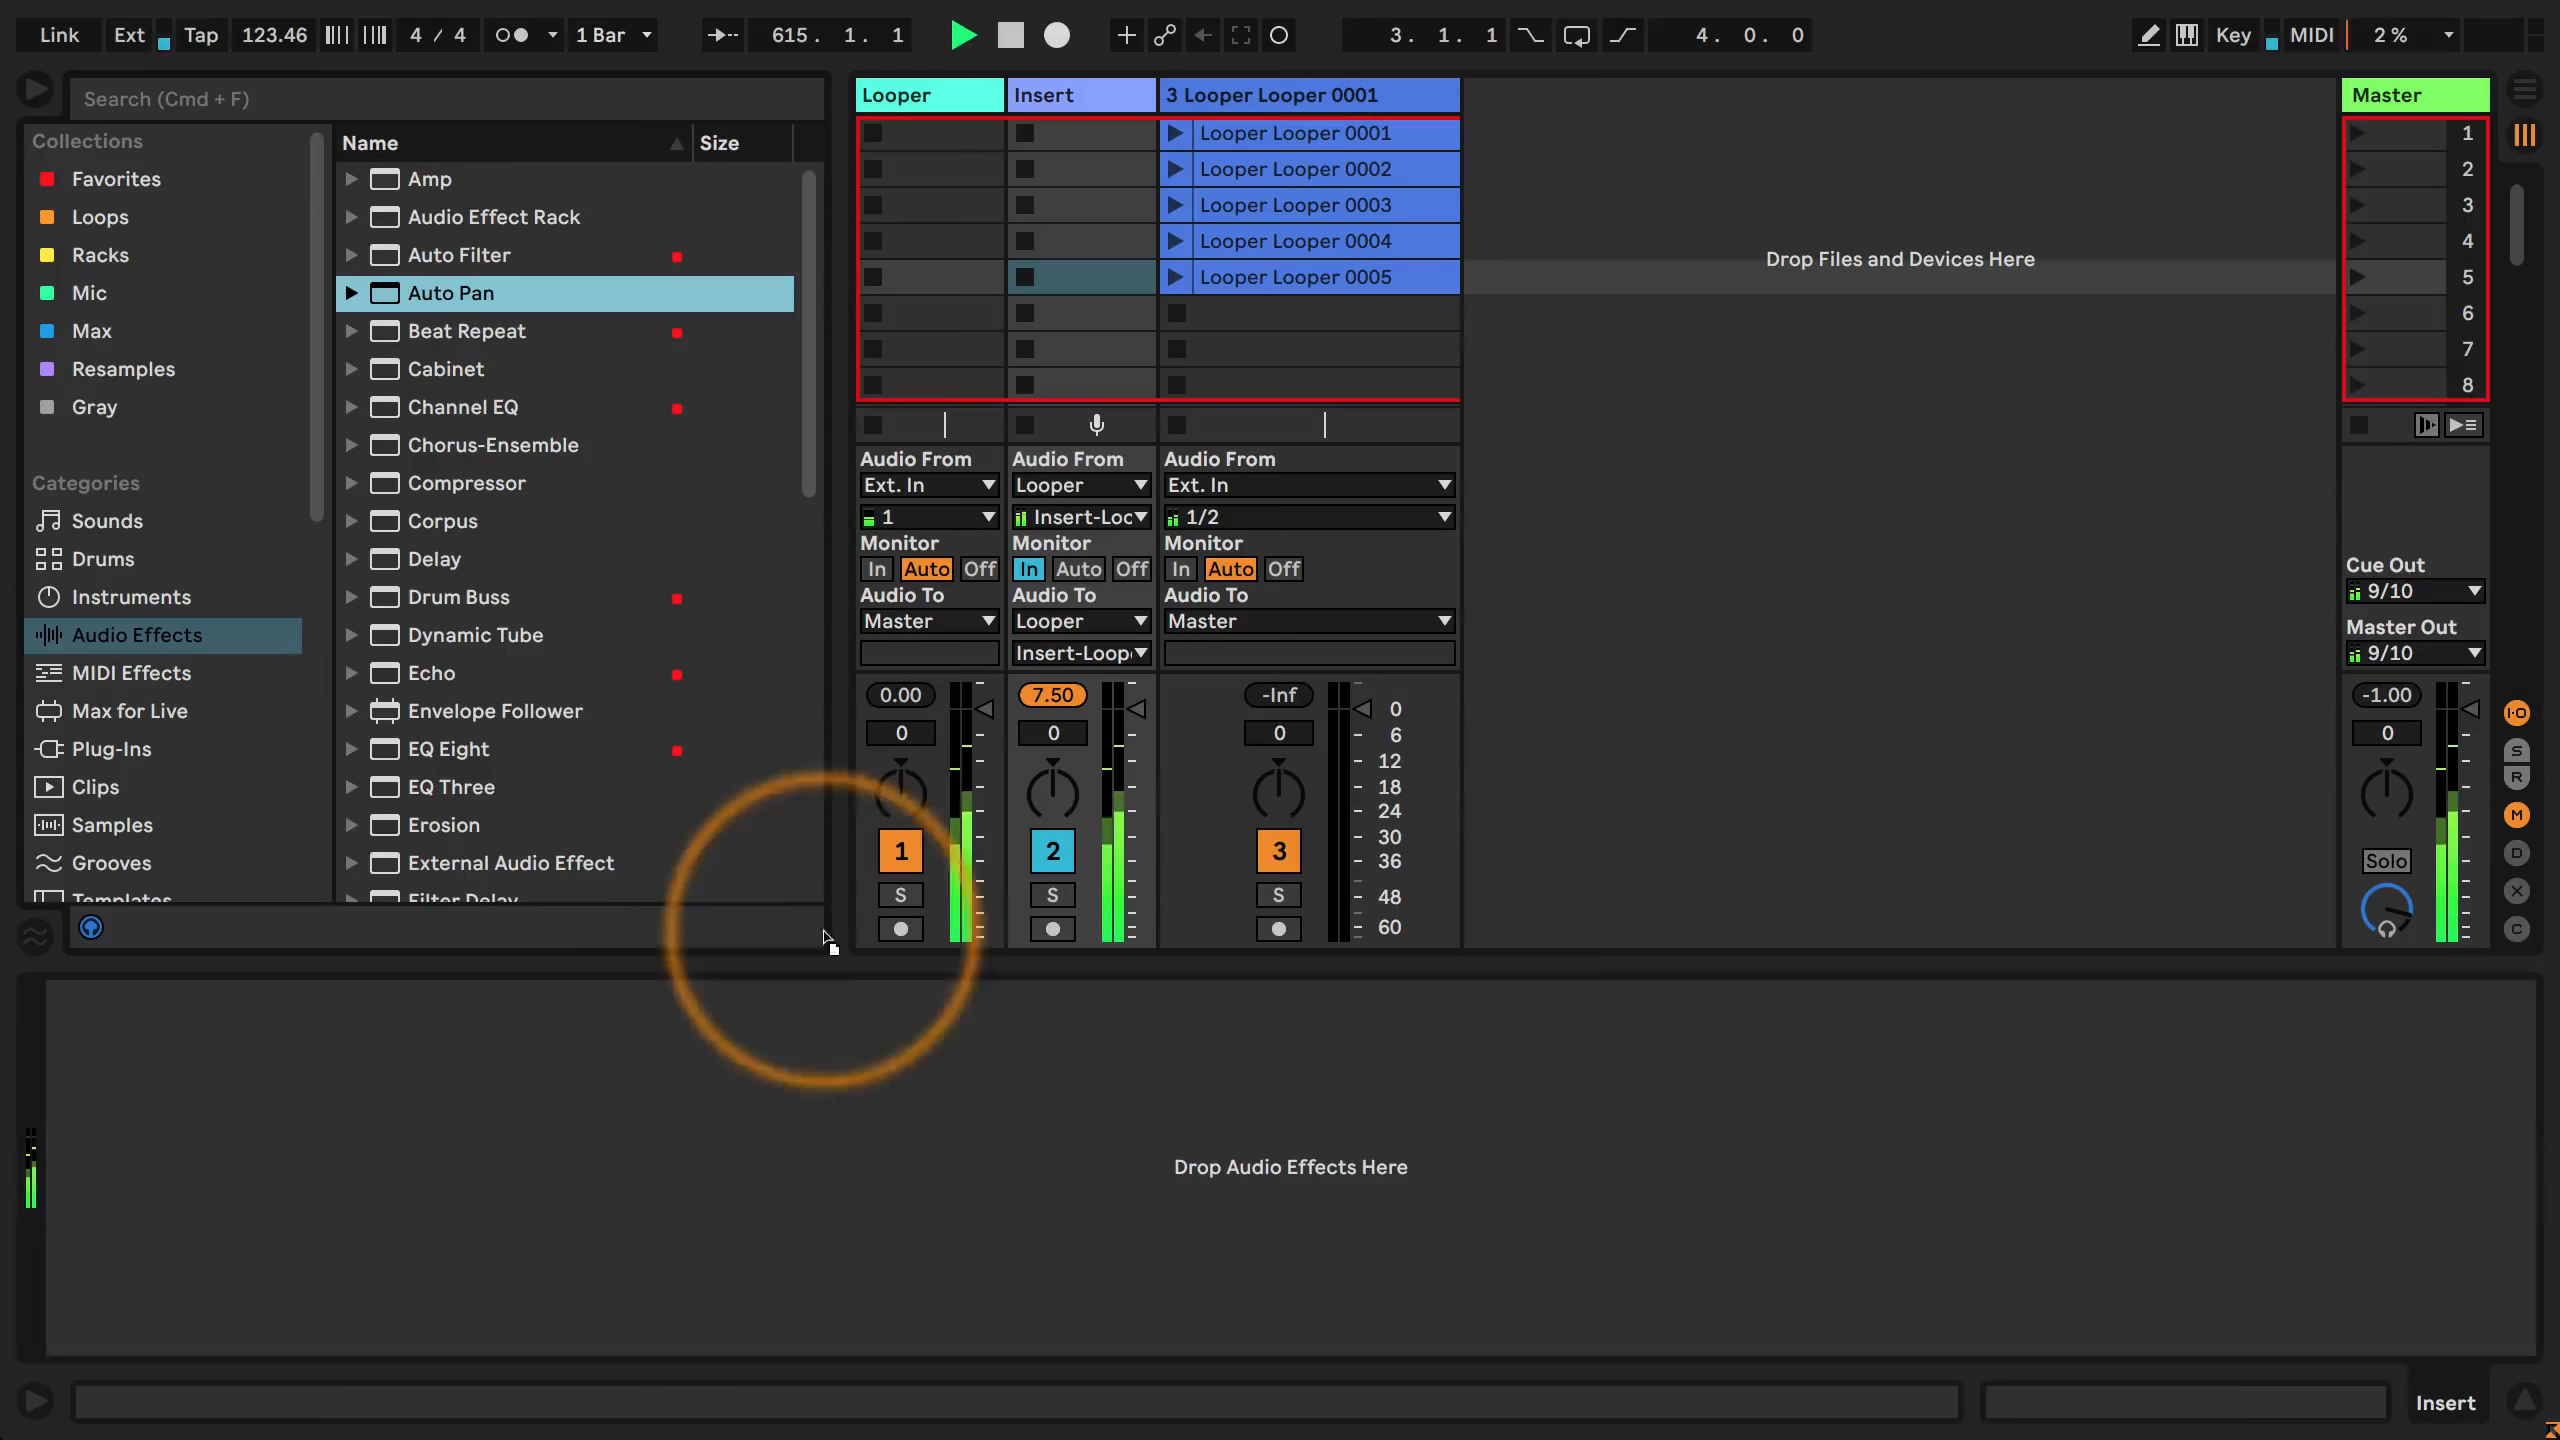 Link Ext Tap 123.46 4 / 4 1 Bar 615. 1. 1 3. 1. 1 4. 0. 0 Key MIDI 2 %
Search (Cmd + F)
Collections
Favorites
Loops
Racks
Mic
Max
Resamples
Gray
Categories
Sounds
Drums
Instruments
Audio Effects
MIDI Effects
Max for Live
Plug-Ins
Clips
Samples
Grooves
Templates
Name Size
Amp
Audio Effect Rack
Auto Filter
Auto Pan
Beat Repeat
Cabinet
Channel EQ
Chorus-Ensemble
Compressor
Corpus
Delay
Drum Buss
Dynamic Tube
Echo
Envelope Follower
EQ Eight
EQ Three
Erosion
External Audio Effect
Filter Delay
Looper
Audio From
Ext. In
1
Monitor
In Auto Off
Audio To
Master
0.00
0
1
S
Insert
Audio From
Looper
Insert-Loc
Monitor
In Auto Off
Audio To
Looper
Insert-Loop
7.50
0
2
S
3 Looper Looper 0001
Looper Looper 0001
Looper Looper 0002
Looper Looper 0003
Looper Looper 0004
Looper Looper 0005
Audio From
Ext. In
1/2
Monitor
In Auto Off
Audio To
Master
-Inf
0
3
S
0
6
12
18
24
30
36
48
60
Drop Files and Devices Here
Master
1
2
3
4
5
6
7
8
Cue Out
9/10
Master Out
9/10
-1.00
0
Solo
I·O
S
R
M
D
X
C
Drop Audio Effects Here
Insert